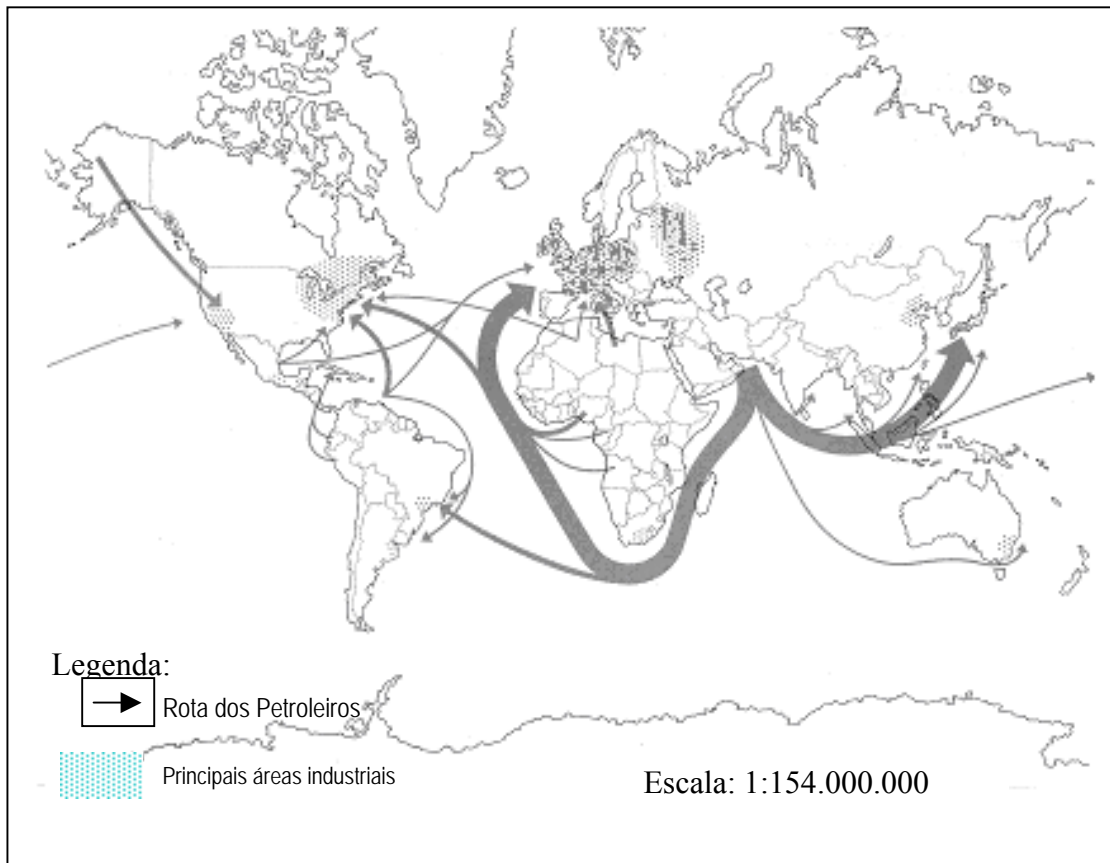 Legenda:
Rota dos Petroleiros
Principais áreas industriais
Escala: 1:154.000.000